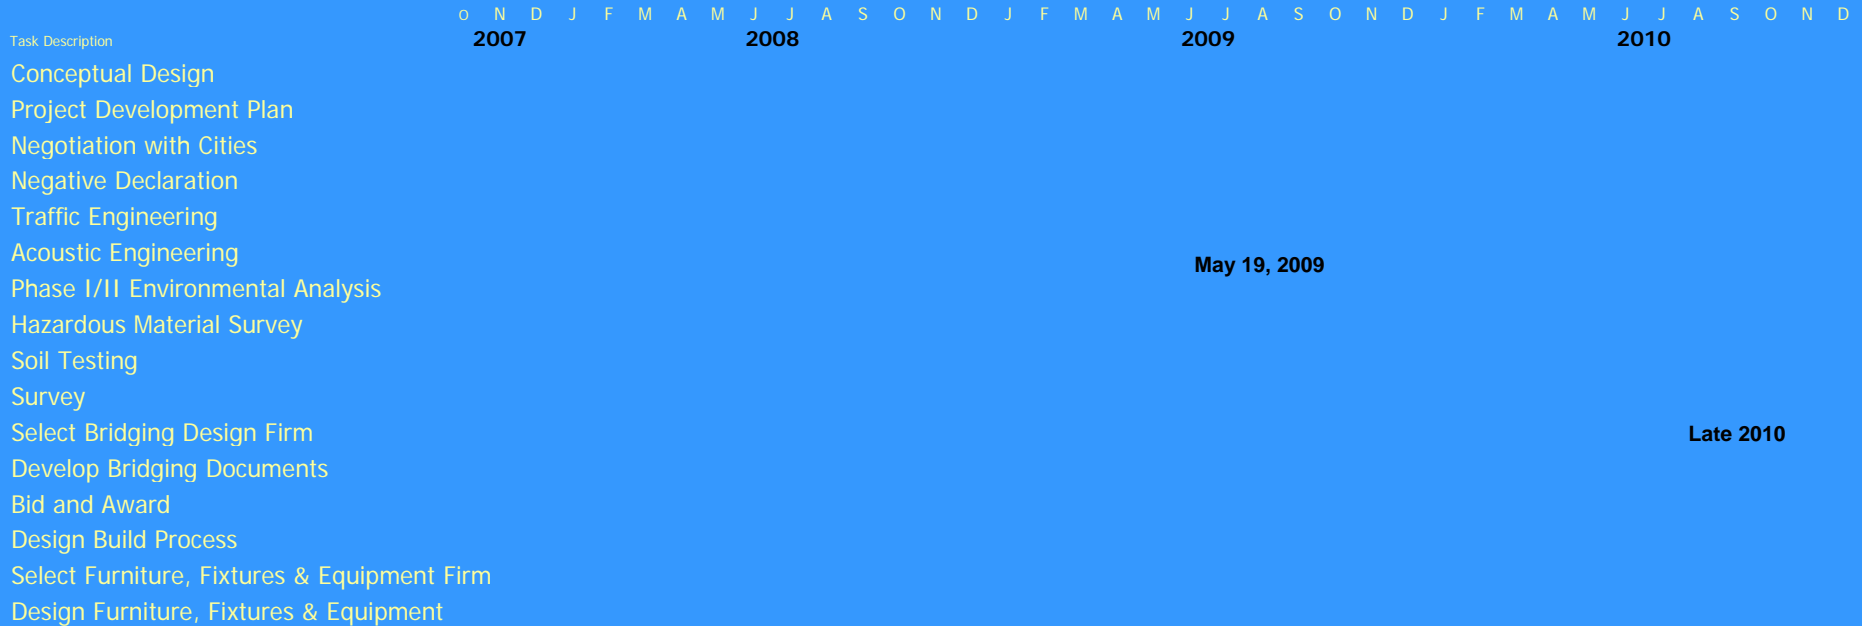 O N D J F M A M J J A S O N D J F M A M J J A S O N D J F M A M J J A S O N D
Task Description 2007 2008 2009 2010
Conceptual Design
Project Development Plan
Negotiation with Cities
Negative Declaration
Traffic Engineering
Acoustic Engineering
May 19, 2009
Phase I/II Environmental Analysis
Hazardous Material Survey
Soil Testing
Survey
Select Bridging Design Firm
Late 2010
Develop Bridging Documents
Bid and Award
Design Build Process
Select Furniture, Fixtures & Equipment Firm
Design Furniture, Fixtures & Equipment